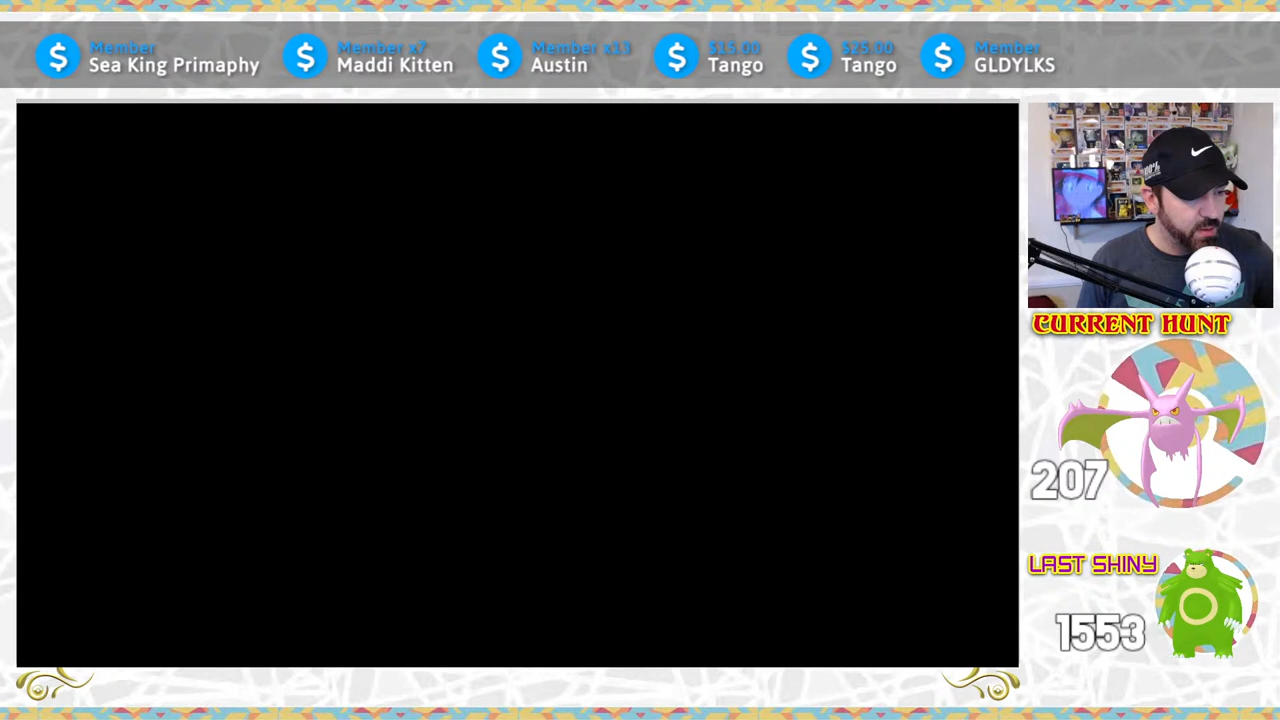 Member
Sea King Primaphy
Member x7
Maddi Kitten
Member x13
Austin
$15.00
Tango
$25.00
Tango
Member
GLDYLKS
CURRENT HUNT
207
LAST SHINY
1553